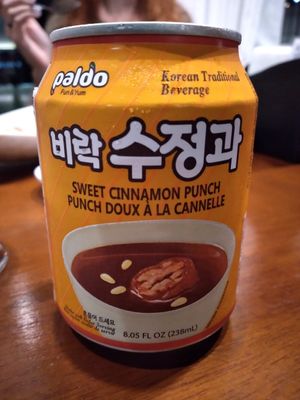 paldo
Fun & Yum
Korean Traditional
Beverage
비락 수정과
SWEET CINNAMON PUNCH
PUNCH DOUX À LA CANNELLE
8.05 FL OZ (238mL)